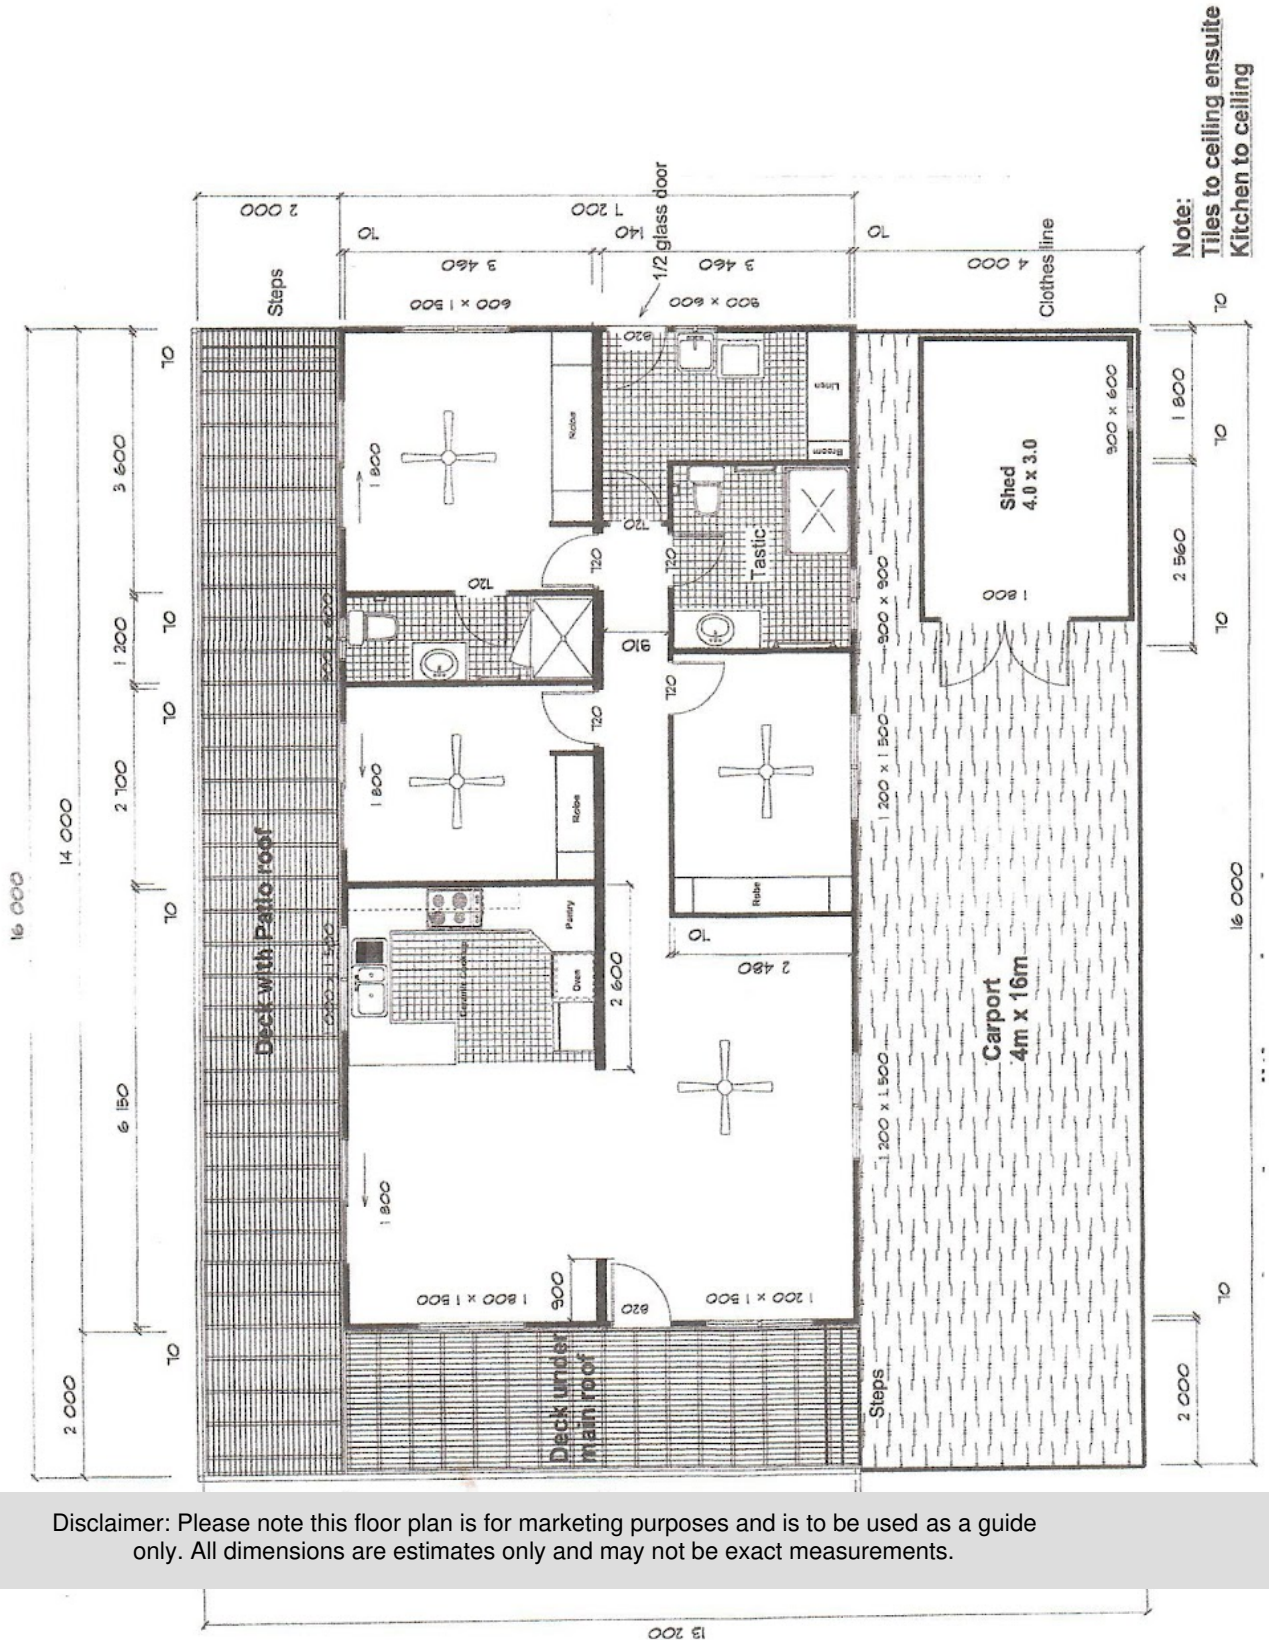 16 000
14 000
2 000
6 150
2 700
1 200
3 600
70
70
70
70
70
Steps
2 000
7 200
70
140
70
3 460
3 460
4 000
600 x 1500
900 x 600
1/2 glass door
Clothes line
Note:
Tiles to ceiling ensuite
Kitchen to ceiling
Deck with Patio roof
1 800
Robe
720
720
820
Linen
Broom
720
720
Tastic
910
900 x 900
1 800
Robe
720
720
1 200 x 1 500
Robe
Pantry
Oven
2 600
70
2 480
1 800
1 800 x 1 500
900
820
1 200 x 1 500
1 200 x 1 500
Deck under
main roof
Steps
Shed
4.0 x 3.0
900 x 600
1 800
Carport
4m x 16m
70
1 800
70
2 560
70
16 000
70
2 000
Disclaimer: Please note this floor plan is for marketing purposes and is to be used as a guide
only. All dimensions are estimates only and may not be exact measurements.
13 200